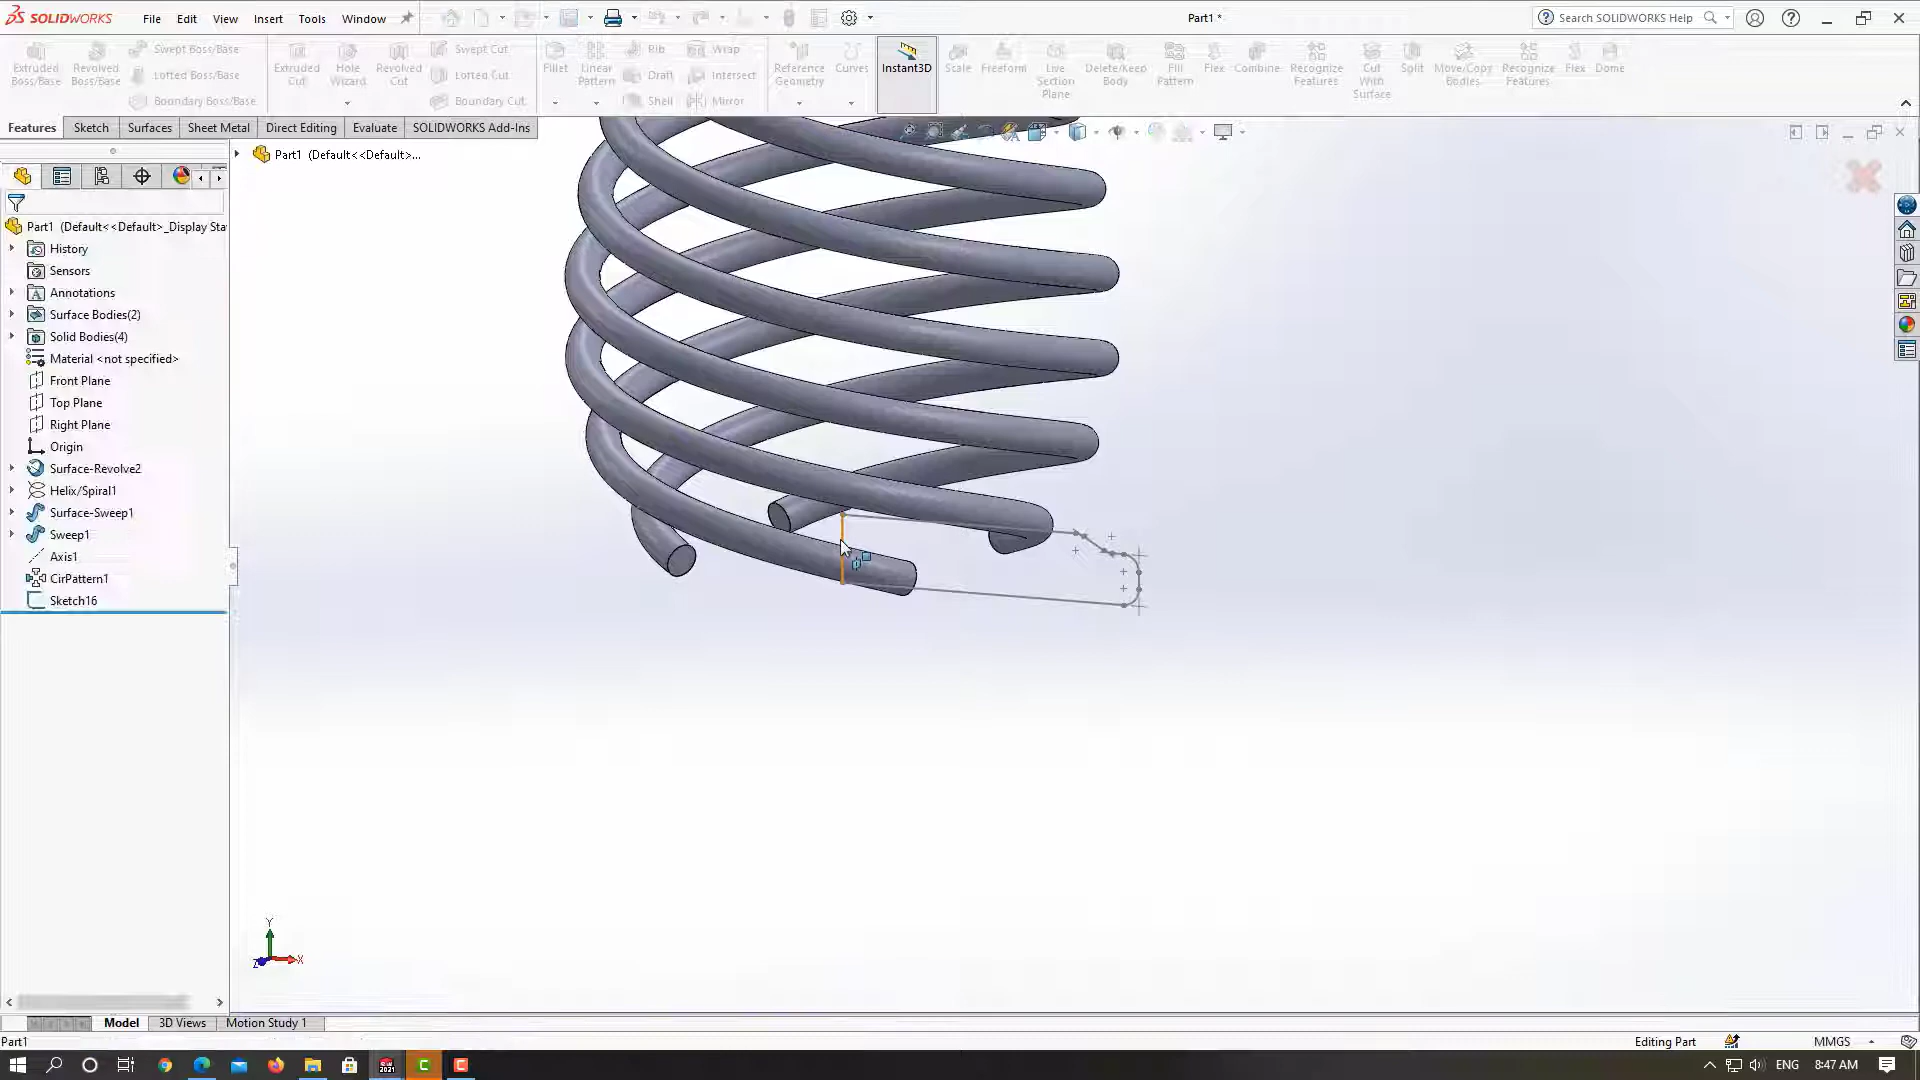 SOLIDWORKS File Edit View Insert Tools Window Part1 * Search SOLIDWORKS Help
Extruded Boss/Base
Revolved Boss/Base
Swept Boss/Base
Lofted Boss/Base
Boundary Boss/Base
Extruded Cut
Hole Wizard
Revolved Cut
Swept Cut
Lofted Cut
Boundary Cut
Fillet
Linear Pattern
Rib
Draft
Shell
Wrap
Intersect
Mirror
Reference Geometry
Curves
Instant3D
Scale
Freeform
Live Section Plane
Delete/Keep Body
Fill Pattern
Flex
Combine
Recognize Features
Cut With Surface
Split
Move/Copy Bodies
Recognize Features
Flex
Dome
Features Sketch Surfaces Sheet Metal Direct Editing Evaluate SOLIDWORKS Add-Ins
Part1 (Default<<Default>...
Part1 (Default<<Default>_Display Sta
History
Sensors
Annotations
Surface Bodies(2)
Solid Bodies(4)
Material <not specified>
Front Plane
Top Plane
Right Plane
Origin
Surface-Revolve2
Helix/Spiral1
Surface-Sweep1
Sweep1
Axis1
CirPattern1
Sketch16
Y
X
Z
Model 3D Views Motion Study 1
Part1 Editing Part MMGS
2021 ENG 8:47 AM